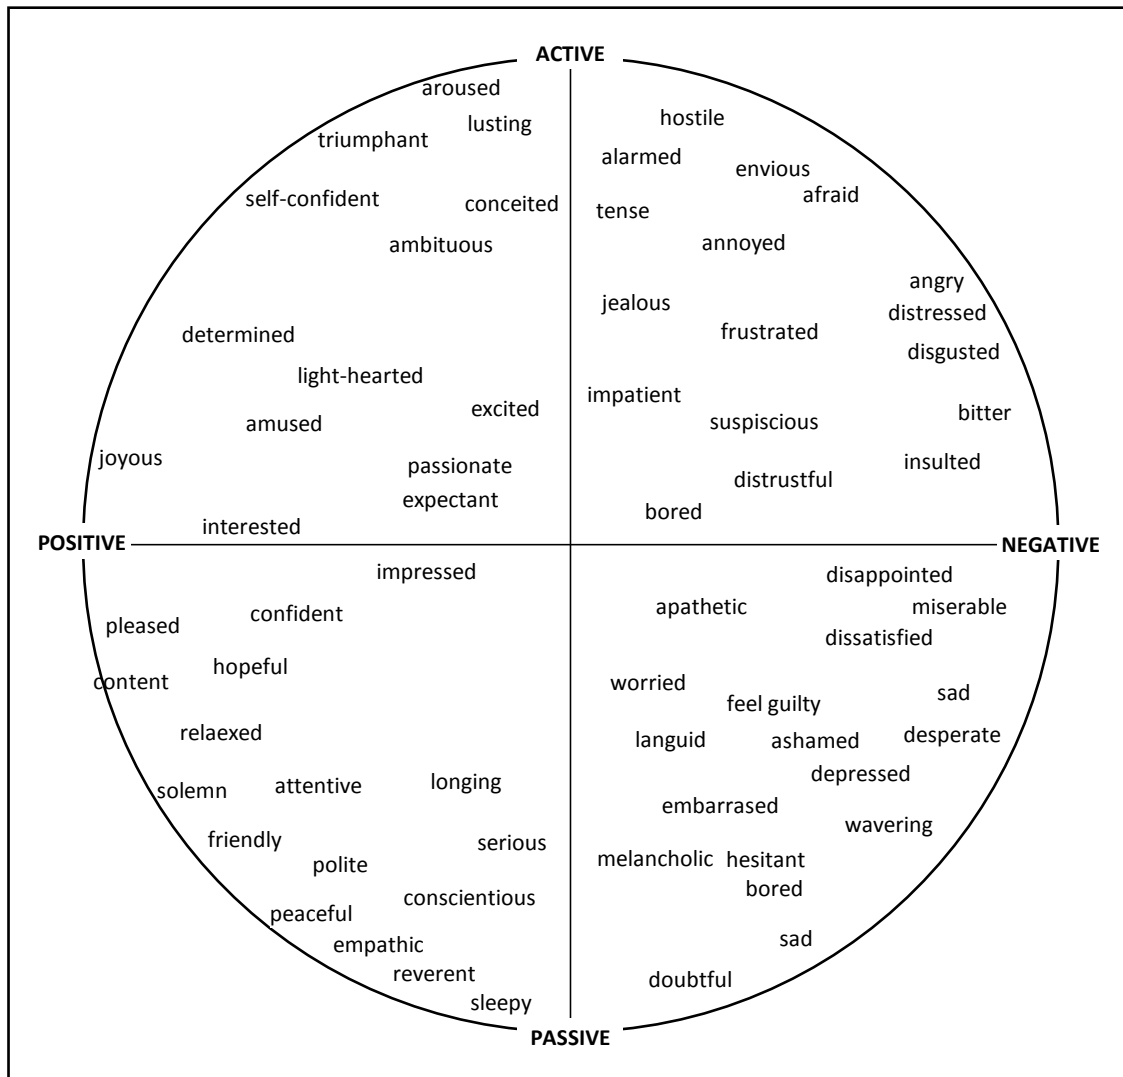 ACTIVE
aroused
hostile
lusting
triumphant
alarmed
envious
afraid
self-confident
conceited
tense
ambituous
annoyed
angry
jealous
distressed
frustrated
determined
disgusted
light-hearted
impatient
excited
bitter
amused
suspiscious
joyous
insulted
passionate
distrustful
expectant
bored
interested
POSITIVE
NEGATIVE
impressed
disappointed
apathetic
miserable
confident
pleased
dissatisfied
hopeful
content
worried
sad
feel guilty
relaexed
languid
ashamed
desperate
depressed
longing
attentive
solemn
embarrased
wavering
friendly
serious
melancholic
hesitant
polite
bored
conscientious
peaceful
sad
empathic
reverent
doubtful
sleepy
PASSIVE